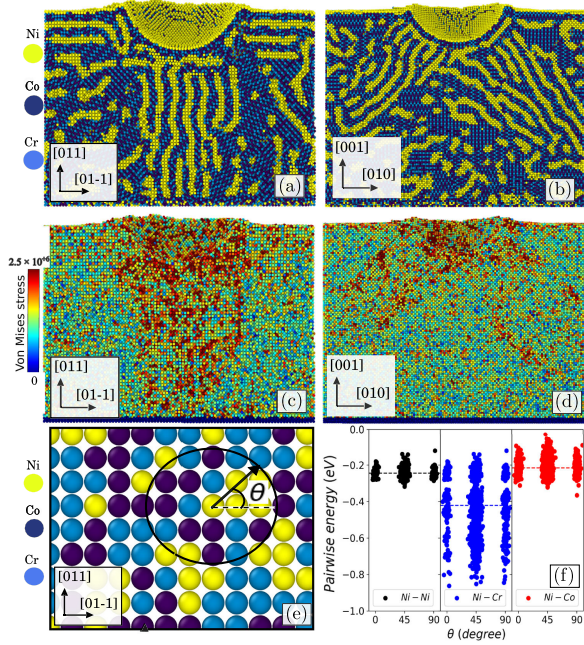 Ni
Co
Cr
[011]
[01-1]
(a)
[001]
[010]
(b)
2.5 × 10⁶
Von Mises stress
0
[011]
[01-1]
(c)
[001]
[010]
(d)
Ni
Co
Cr
θ
[011]
[01-1]
(e)
Pairwise energy (eV)
0.0
−0.2
−0.4
−0.6
−0.8
−1.0
Ni − Ni
Ni − Cr
Ni − Co
(f)
0 45 90 0 45 90 0 45 90
θ (degree)